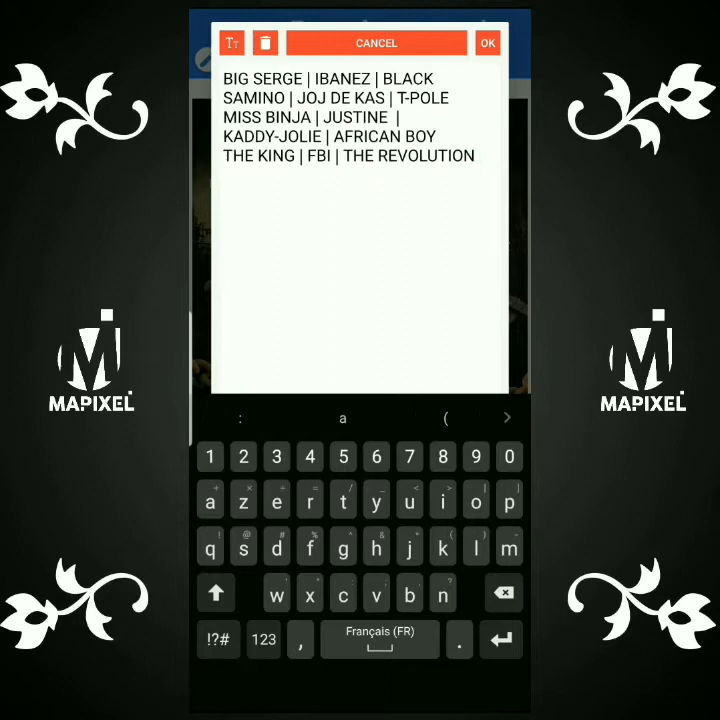 Tт CANCEL OK
BIG SERGE | IBANEZ | BLACK
SAMINO | JOJ DE KAS | T-POLE
MISS BINJA | JUSTINE |
KADDY-JOLIE | AFRICAN BOY
THE KING | FBI | THE REVOLUTION
M M
MAPIXEL MAPIXEL
: a ( >
1 2 3 4 5 6 7 8 9 0
a z e r t y u i o p
q s d f g h j k l m
w x c v b n
!?# 123 , Français (FR) .